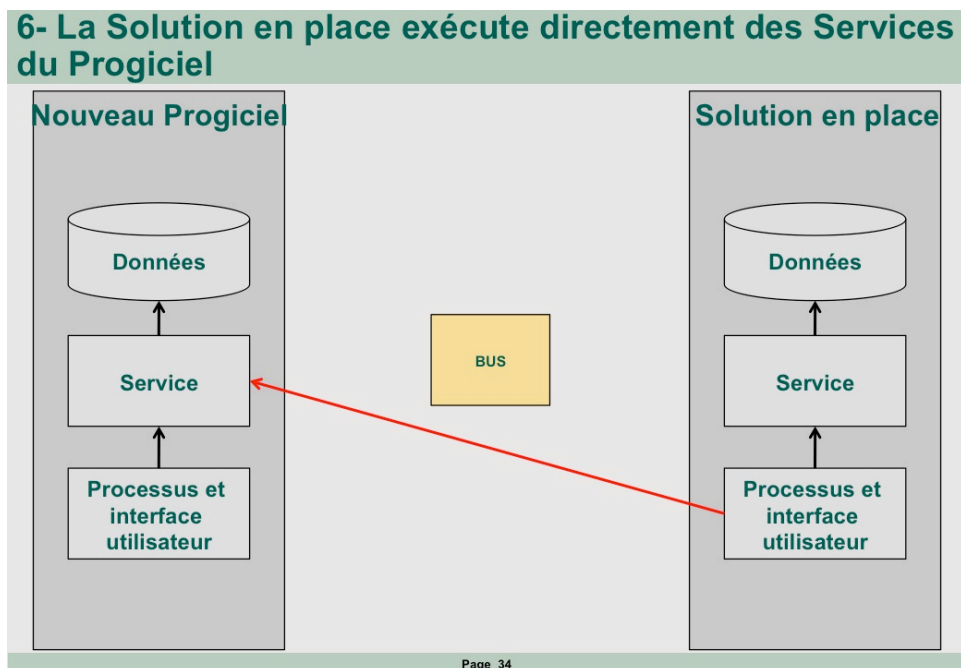 6- La Solution en place exécute directement des Services
du Progiciel
Nouveau Progiciel
Solution en place
Données
Données
BUS
Service
Service
Processus et
interface
utilisateur
Processus et
interface
utilisateur
Page 34